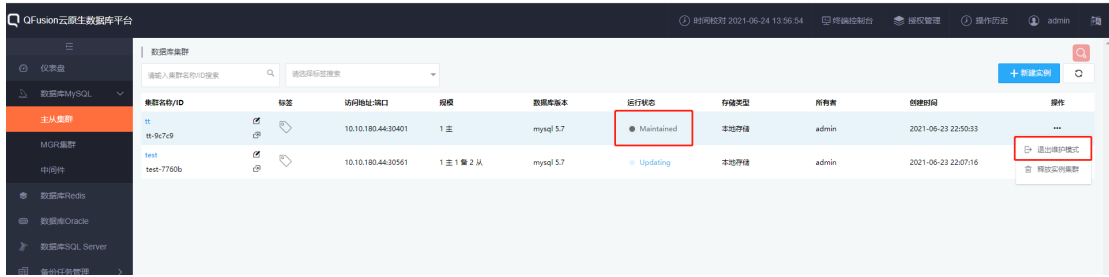 QFusion云原生数据库平台
时间校对 2021-06-24 13:56:54
终端控制台
授权管理
操作历史
admin
仪表盘
数据库MySQL
主从集群
MGR集群
中间件
数据库Redis
数据库Oracle
数据库SQL Server
备份任务管理
数据库集群
请输入集群名称/ID搜索
请选择标签搜索
新建实例
集群名称/ID 标签 访问地址:端口 规模 数据库版本 运行状态 存储类型 所有者 创建时间 操作
tt
tt-9c7c9
10.10.180.44:30401 1 主 mysql 5.7 Maintained 本地存储 admin 2021-06-23 22:50:33
test
test-7760b
10.10.180.44:30561 1 主 1 备 2 从 mysql 5.7 Updating 本地存储 admin 2021-06-23 22:07:16
退出维护模式
释放实例集群